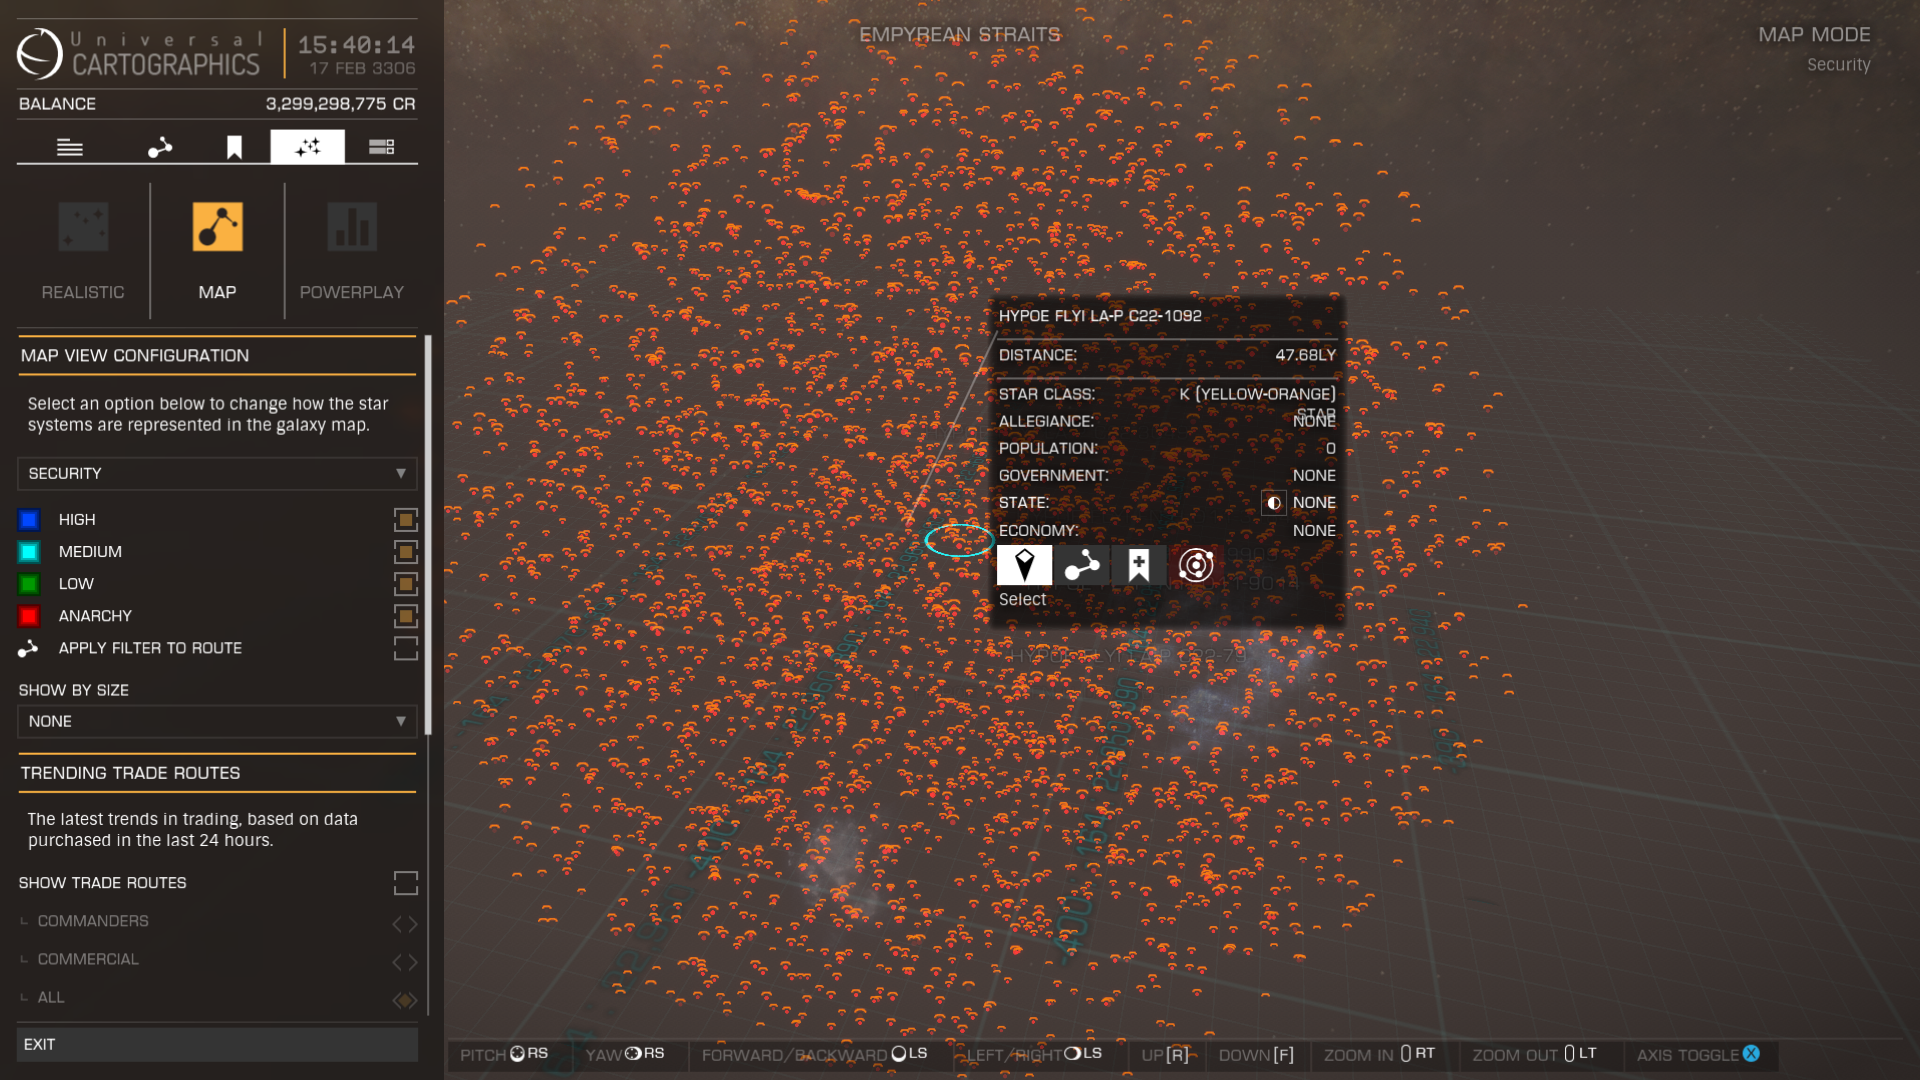 Universal
CARTOGRAPHICS
15:40:14
17 FEB 3306
BALANCE 3,299,298,775 CR
REALISTIC
MAP
POWERPLAY
MAP VIEW CONFIGURATION
Select an option below to change how the star
systems are represented in the galaxy map.
SECURITY
HIGH
MEDIUM
LOW
ANARCHY
APPLY FILTER TO ROUTE
SHOW BY SIZE
NONE
TRENDING TRADE ROUTES
The latest trends in trading, based on data
purchased in the last 24 hours.
SHOW TRADE ROUTES
COMMANDERS
COMMERCIAL
ALL
EXIT
EMPYREAN STRAITS
MAP MODE
Security
HYPOE FLYI LA-P C22-1092
DISTANCE: 47.68LY
STAR CLASS: K (YELLOW-ORANGE)
STAR
ALLEGIANCE: NONE
POPULATION: 0
GOVERNMENT: NONE
STATE: NONE
ECONOMY: NONE
Select
HYPOE FLYI LA-P C22-79
PITCH RS YAW RS FORWARD/BACKWARD LS LEFT/RIGHT LS UP [R] DOWN [F] ZOOM IN RT ZOOM OUT LT AXIS TOGGLE X